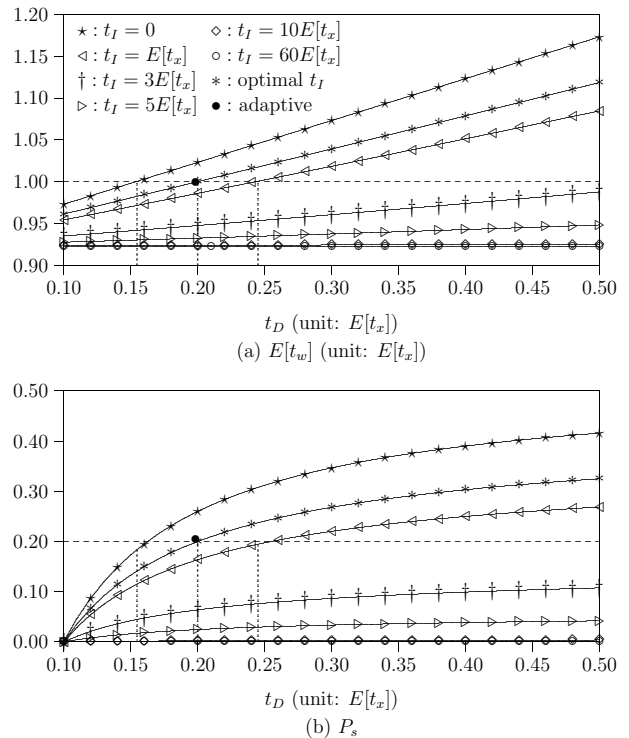 1.20
1.15
1.10
1.05
1.00
0.95
0.90
⋆ : t_I = 0
◁ : t_I = E[t_x]
† : t_I = 3E[t_x]
▷ : t_I = 5E[t_x]
◇ : t_I = 10E[t_x]
○ : t_I = 60E[t_x]
∗ : optimal t_I
● : adaptive
0.10 0.15 0.20 0.25 0.30 0.35 0.40 0.45 0.50
t_D (unit: E[t_x])
(a) E[t_w] (unit: E[t_x])
0.50
0.40
0.30
0.20
0.10
0.00
0.10 0.15 0.20 0.25 0.30 0.35 0.40 0.45 0.50
t_D (unit: E[t_x])
(b) P_s